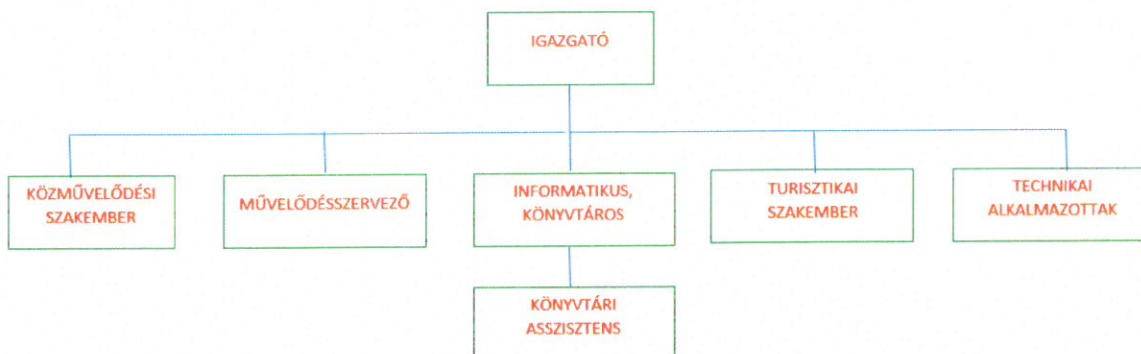 IGAZGATÓ
KÖZMŰVELŐDÉSI
SZAKEMBER
MŰVELŐDÉSSZERVEZŐ
INFORMATIKUS,
KÖNYVTÁROS
TURISZTIKAI
SZAKEMBER
TECHNIKAI
ALKALMAZOTTAK
KÖNYVTÁRI
ASSZISZTENS